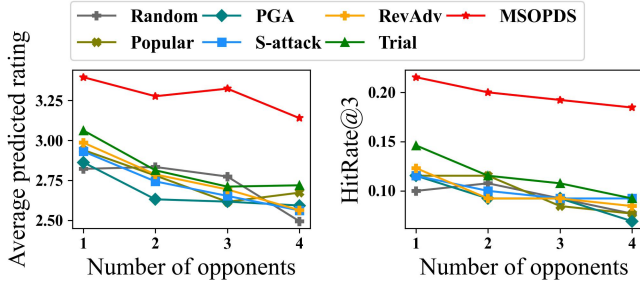 Random PGA RevAdv MSOPDS
Popular S-attack Trial
Average predicted rating
3.25
3.00
2.75
2.50
1 2 3 4
Number of opponents
HitRate@3
0.20
0.15
0.10
1 2 3 4
Number of opponents